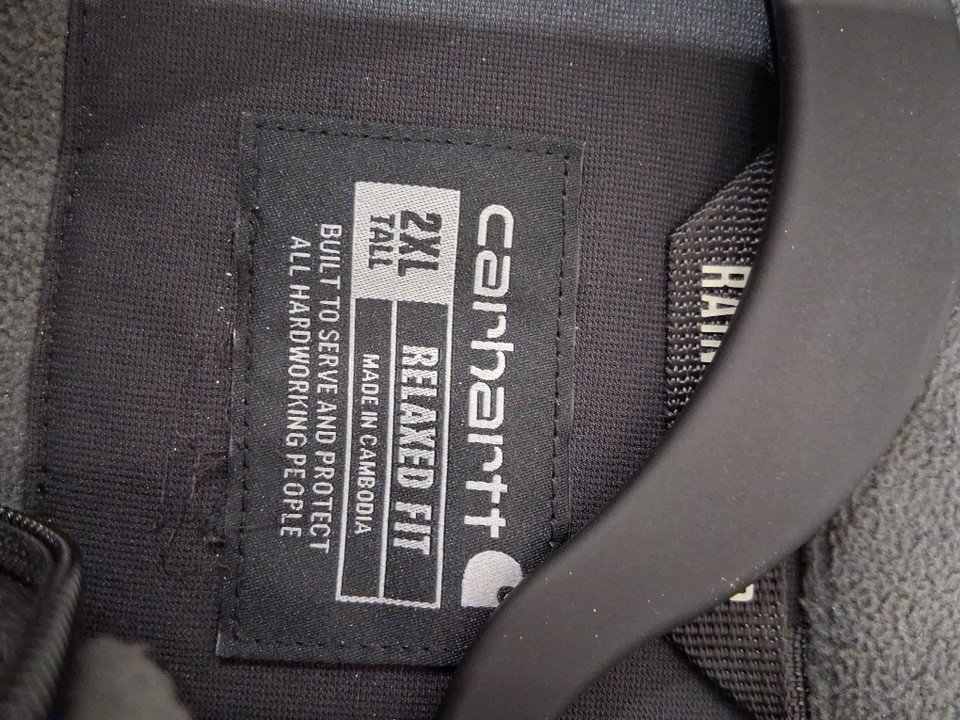 carhartt
2XL
TALL
RELAXED FIT
MADE IN CAMBODIA
BUILT TO SERVE AND PROTECT
ALL HARDWORKING PEOPLE